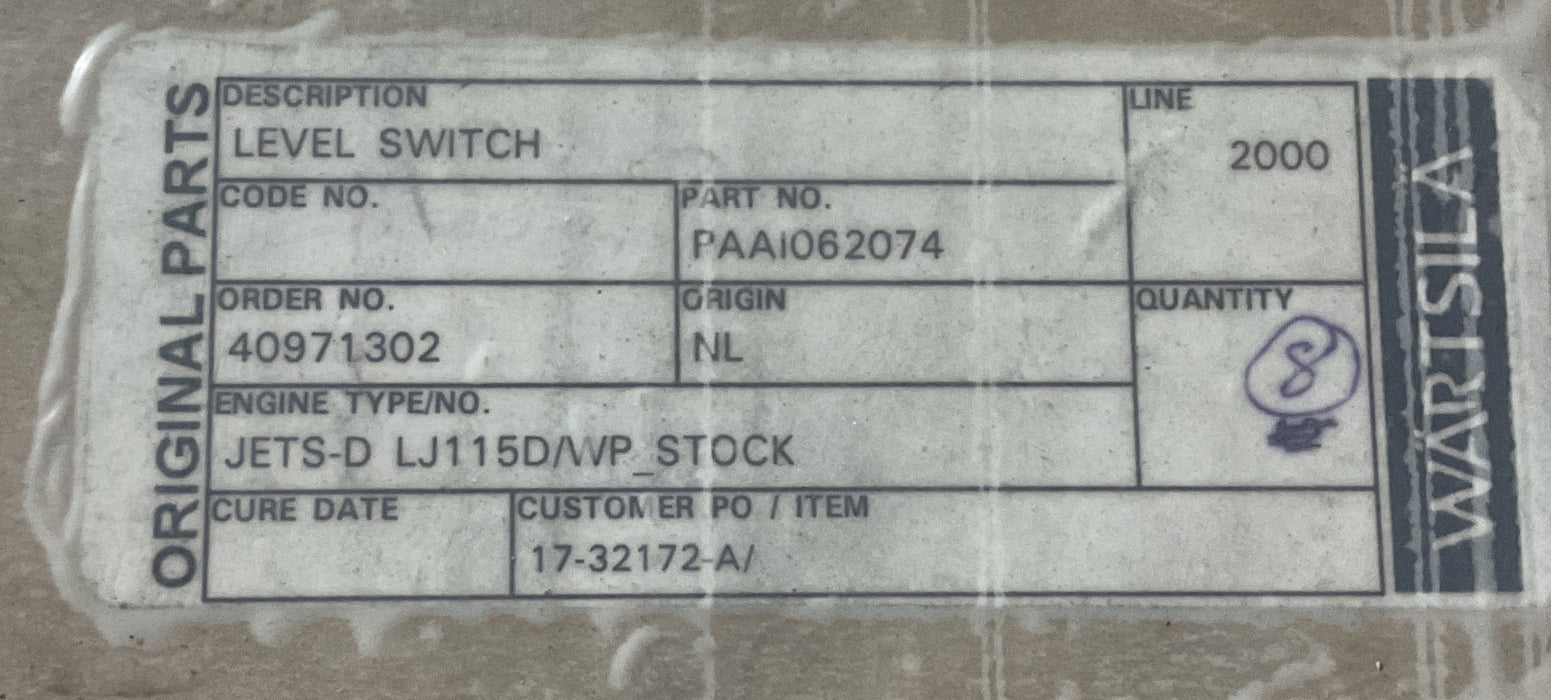 ORIGINAL PARTS
DESCRIPTION
LEVEL SWITCH
LINE
2000
CODE NO.
PART NO.
PAAI062074
ORDER NO.
40971302
ORIGIN
NL
QUANTITY
8
ENGINE TYPE/NO.
JETS-D LJ115D/WP_STOCK
CURE DATE
CUSTOMER PO / ITEM
17-32172-A/
WÄRTSILÄ